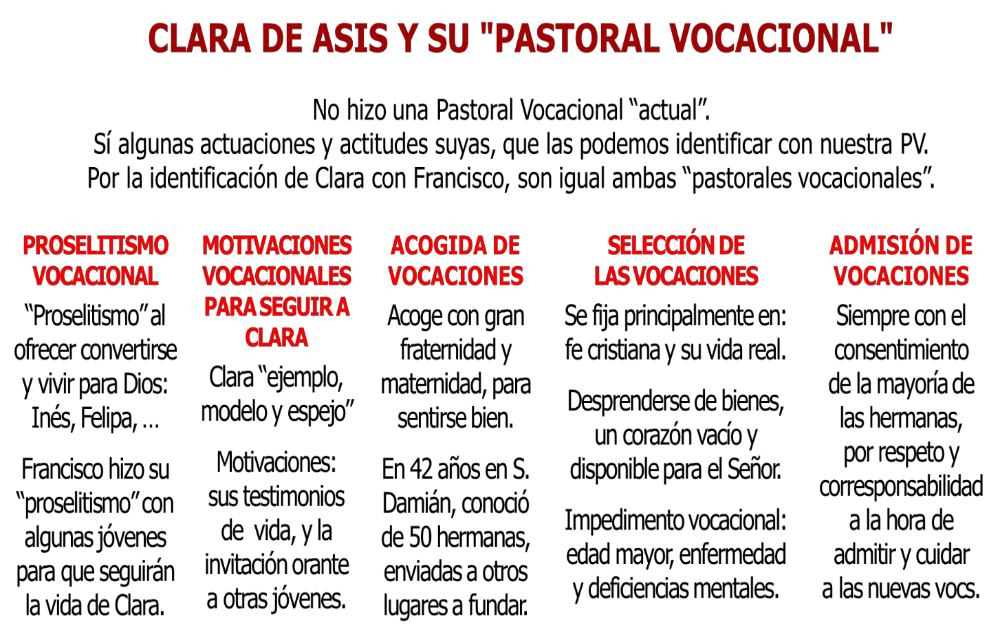 CLARA DE ASIS Y SU "PASTORAL VOCACIONAL"
No hizo una Pastoral Vocacional “actual”.
Sí algunas actuaciones y actitudes suyas, que las podemos identificar con nuestra PV.
Por la identificación de Clara con Francisco, son igual ambas “pastorales vocacionales”.
PROSELITISMO
VOCACIONAL
“Proselitismo” al
ofrecer convertirse
y vivir para Dios:
Inés, Felipa, …
Francisco hizo su
“proselitismo” con
algunas jóvenes
para que seguirán
la vida de Clara.
MOTIVACIONES
VOCACIONALES
PARA SEGUIR A
CLARA
Clara “ejemplo,
modelo y espejo”
Motivaciones:
sus testimonios
de vida, y la
invitación orante
a otras jóvenes.
ACOGIDA DE
VOCACIONES
Acoge con gran
fraternidad y
maternidad, para
sentirse bien.
En 42 años en S.
Damián, conoció
de 50 hermanas,
enviadas a otros
lugares a fundar.
SELECCIÓN DE
LAS VOCACIONES
Se fija principalmente en:
fe cristiana y su vida real.
Desprenderse de bienes,
un corazón vacío y
disponible para el Señor.
Impedimento vocacional:
edad mayor, enfermedad
y deficiencias mentales.
ADMISIÓN DE
VOCACIONES
Siempre con el
consentimiento
de la mayoría de
las hermanas,
por respeto y
corresponsabilidad
a la hora de
admitir y cuidar
a las nuevas vocs.